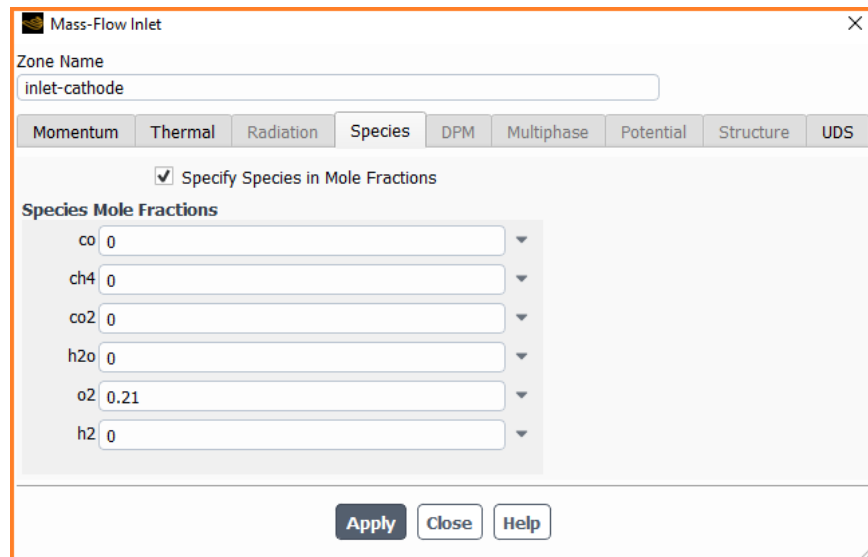 Mass-Flow Inlet
Zone Name
inlet-cathode
Momentum Thermal Radiation Species DPM Multiphase Potential Structure UDS
Specify Species in Mole Fractions
Species Mole Fractions
co 0
ch4 0
co2 0
h2o 0
o2 0.21
h2 0
Apply Close Help